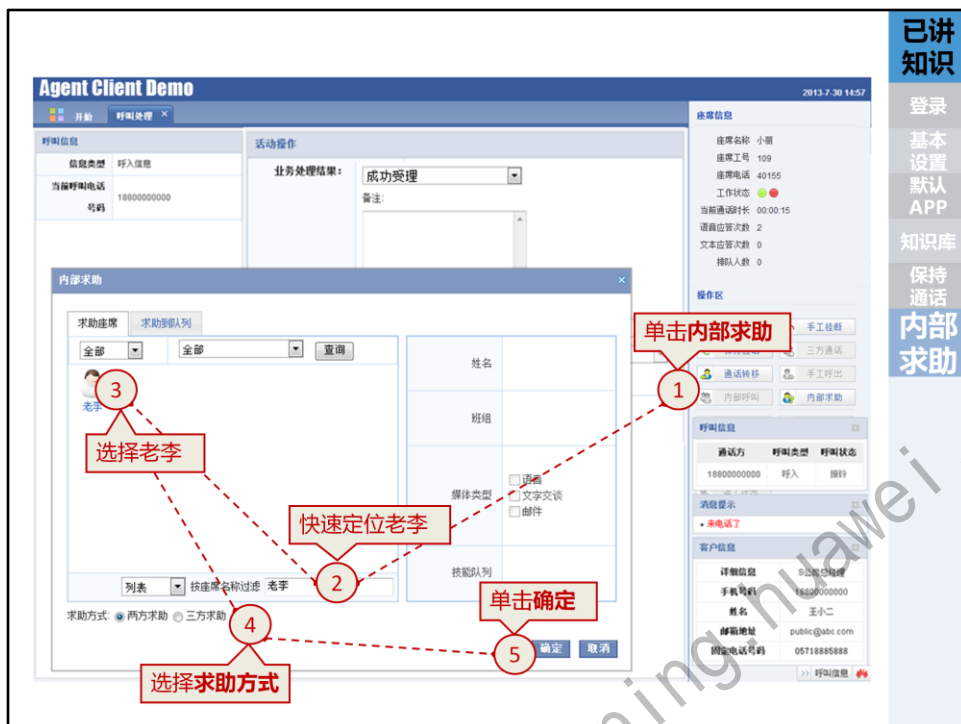 已讲
知识
登录
基本
设置
默认
APP
知识库
保持
通话
内部
求助
Agent Client Demo
2013-7-30 14:57
开始
呼叫处理 ×
呼叫信息
信息类型 呼入信息
当前呼叫电话
号码
18800000000
活动操作
业务处理结果:
成功受理
备注:
座席信息
座席名称 小丽
座席工号 109
座席电话 40155
工作状态
当前通话时长 00:00:15
语音应答次数 2
文本应答次数 0
排队人数 0
操作区
手工挂断
三方通话
通话转移
手工呼出
内部呼叫
内部求助
呼叫信息
通话方 呼叫类型 呼叫状态
18800000000 呼入 振铃
消息提示
• 来电话了
客户信息
详细信息 S公司总经理
手机号码 18800000000
姓名 王小二
邮箱地址 public@abc.com
固定电话号码 05718885888
>> 呼叫信息
内部求助 ×
求助座席 求助到队列
全部 全部 查询
老李
姓名
班组
媒体类型
语音
文字交谈
邮件
技能队列
列表 按座席名称过滤 老李
求助方式: 两方求助 三方求助
确定 取消
单击内部求助
1
快速定位老李
2
3
选择老李
4
选择求助方式
单击确定
5
ning.huawei